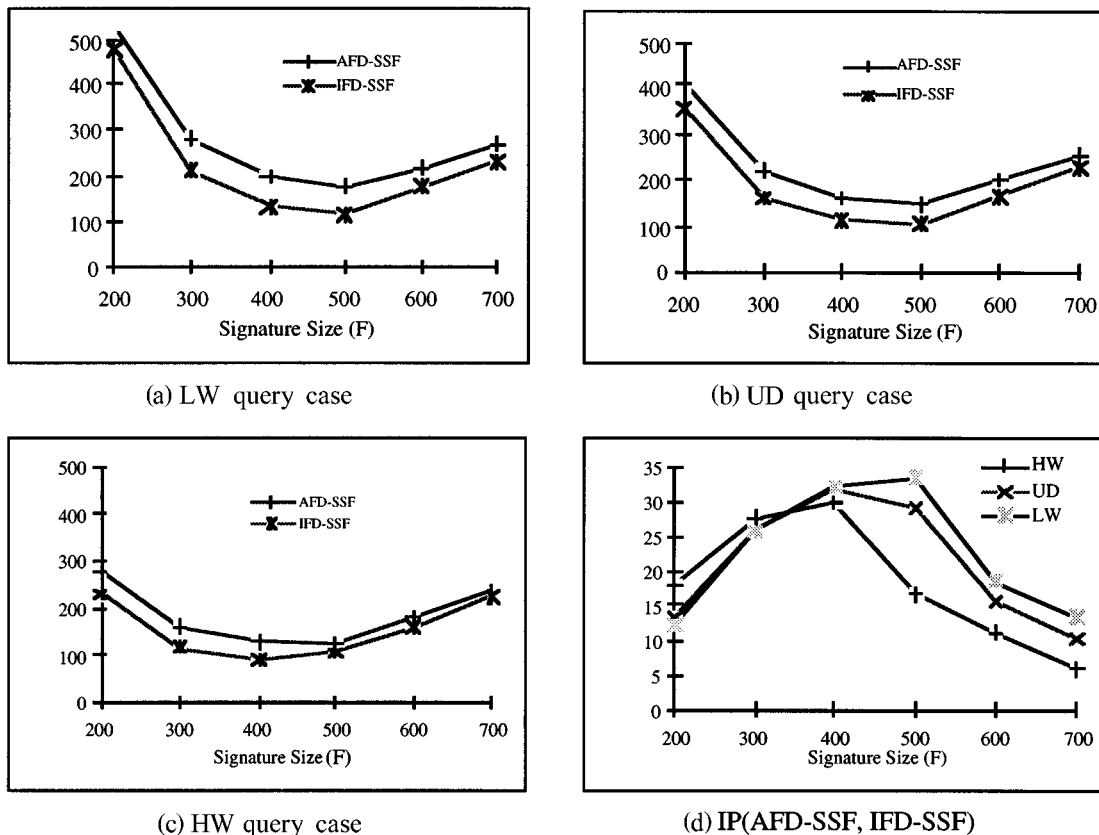 500
400
300
200
100
0
AFD-SSF
IFD-SSF
200 300 400 500 600 700
Signature Size (F)
(a) LW query case
500
400
300
200
100
0
AFD-SSF
IFD-SSF
200 300 400 500 600 700
Signature Size (F)
(b) UD query case
500
400
300
200
100
0
AFD-SSF
IFD-SSF
200 300 400 500 600 700
Signature Size (F)
(c) HW query case
35
30
25
20
15
10
5
0
HW
UD
LW
200 300 400 500 600 700
Signature Size (F)
(d) IP(AFD-SSF, IFD-SSF)